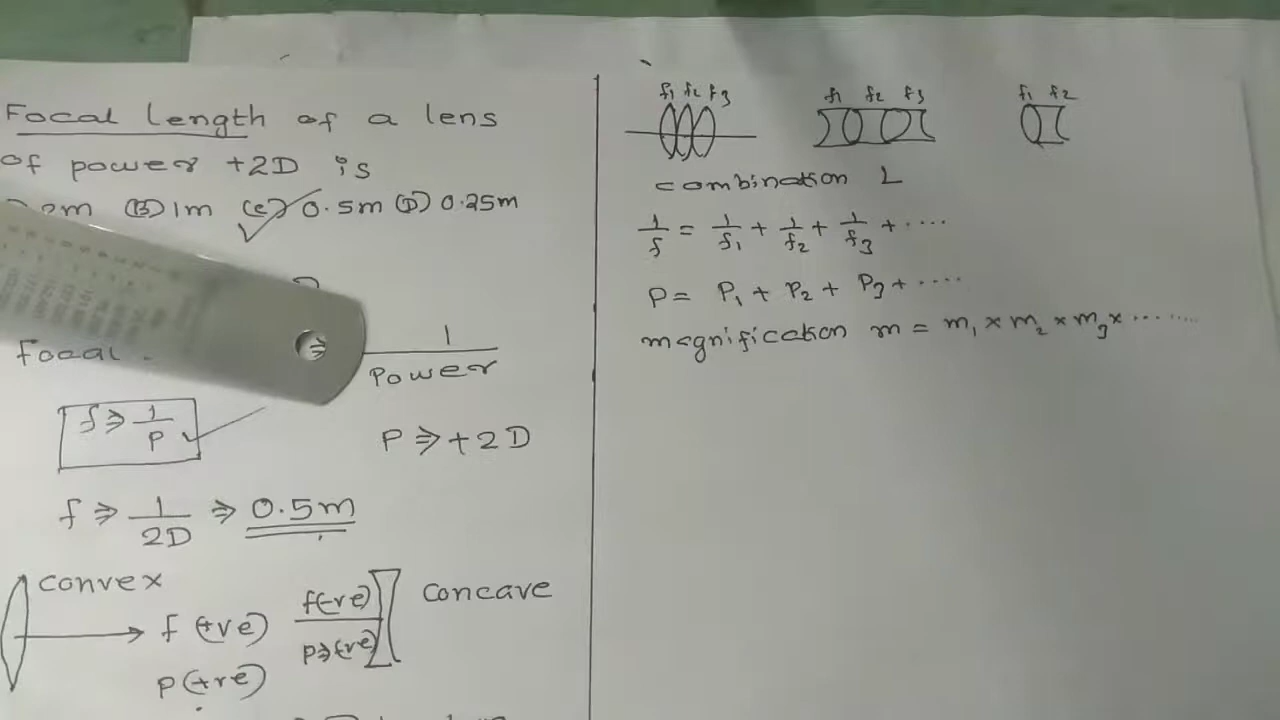 Focal length of a lens
of power +2D is
2m (B) 1m (C) 0.5m (D) 0.25m
Focal
1
Power
f ⇒ 1/P
P ⇒ +2D
f ⇒ 1/2D ⇒ 0.5m
convex
f (+ve)
P (+ve)
f(-ve)
P⇒(-ve)
Concave
f1 f2 f3
f1 f2 f3
f1 f2
combination L
1/f = 1/f1 + 1/f2 + 1/f3 + ....
P = P1 + P2 + P3 + ....
magnification m = m1 × m2 × m3 × ........